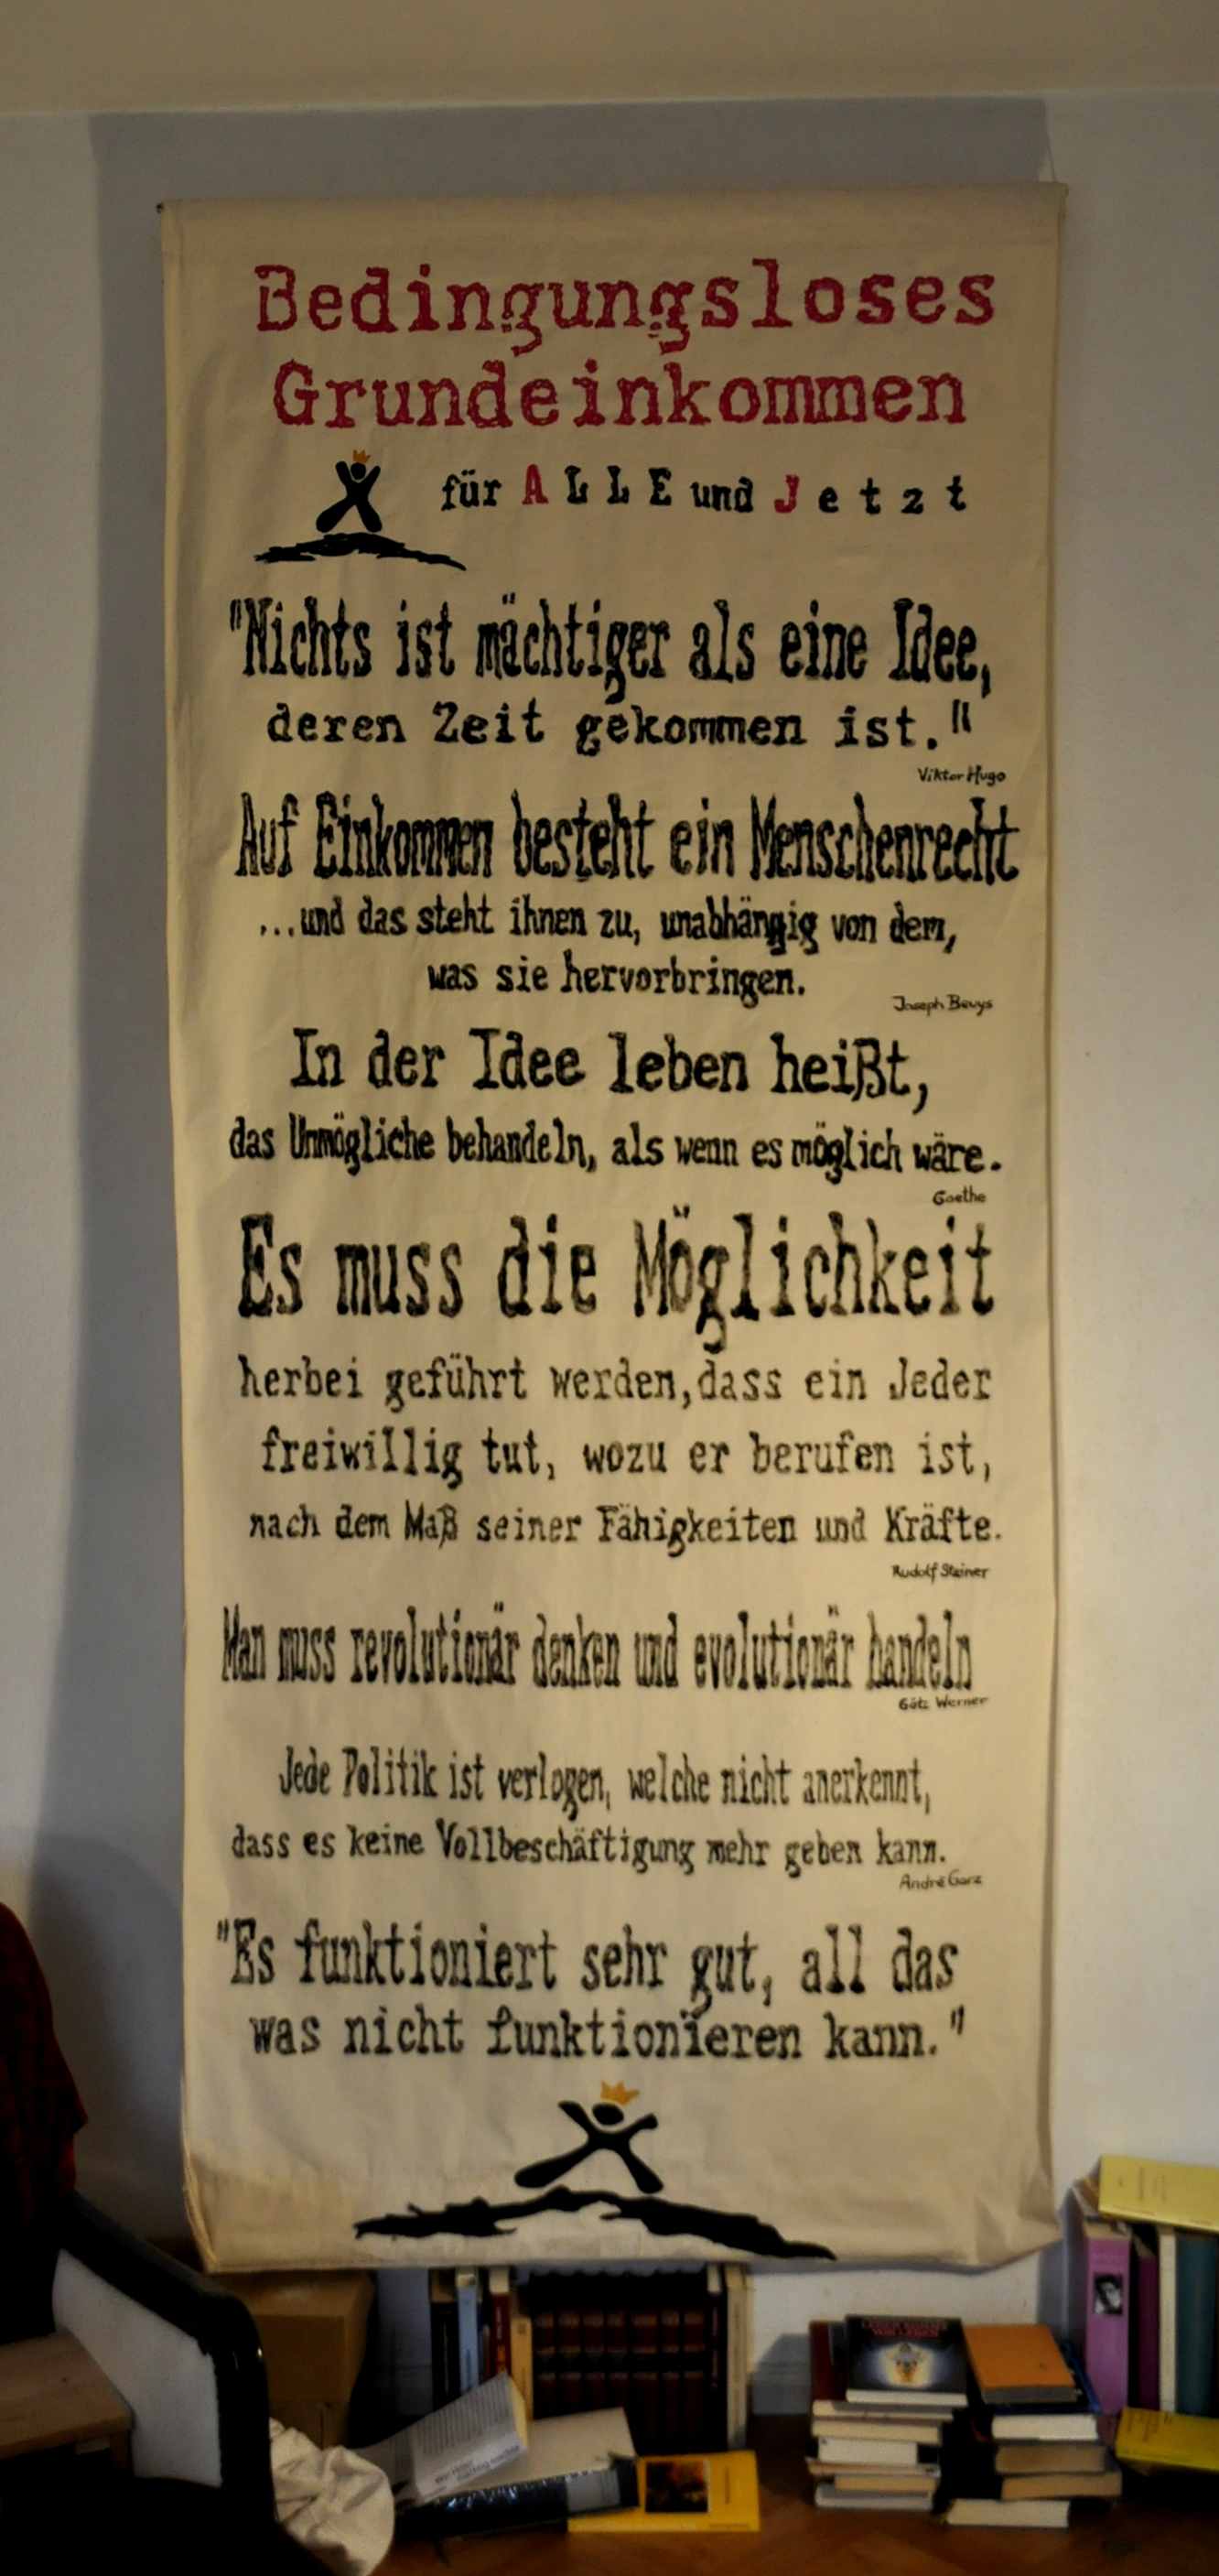 Bedingungsloses
Grundeinkommen
für ALLE und Jetzt
"Nichts ist mächtiger als eine Idee,
deren Zeit gekommen ist."
Viktor Hugo
Auf Einkommen besteht ein Menschenrecht
...und das steht ihnen zu, unabhängig von dem,
was sie hervorbringen.
Joseph Beuys
In der Idee leben heißt,
das Unmögliche behandeln, als wenn es möglich wäre.
Goethe
Es muss die Möglichkeit
herbei geführt werden, dass ein Jeder
freiwillig tut, wozu er berufen ist,
nach dem Maß seiner Fähigkeiten und Kräfte.
Rudolf Steiner
Man muss revolutionär denken und evolutionär handeln
Götz Werner
Jede Politik ist verlogen, welche nicht anerkennt,
dass es keine Vollbeschäftigung mehr geben kann.
André Gorz
"Es funktioniert sehr gut, all das
was nicht funktionieren kann."